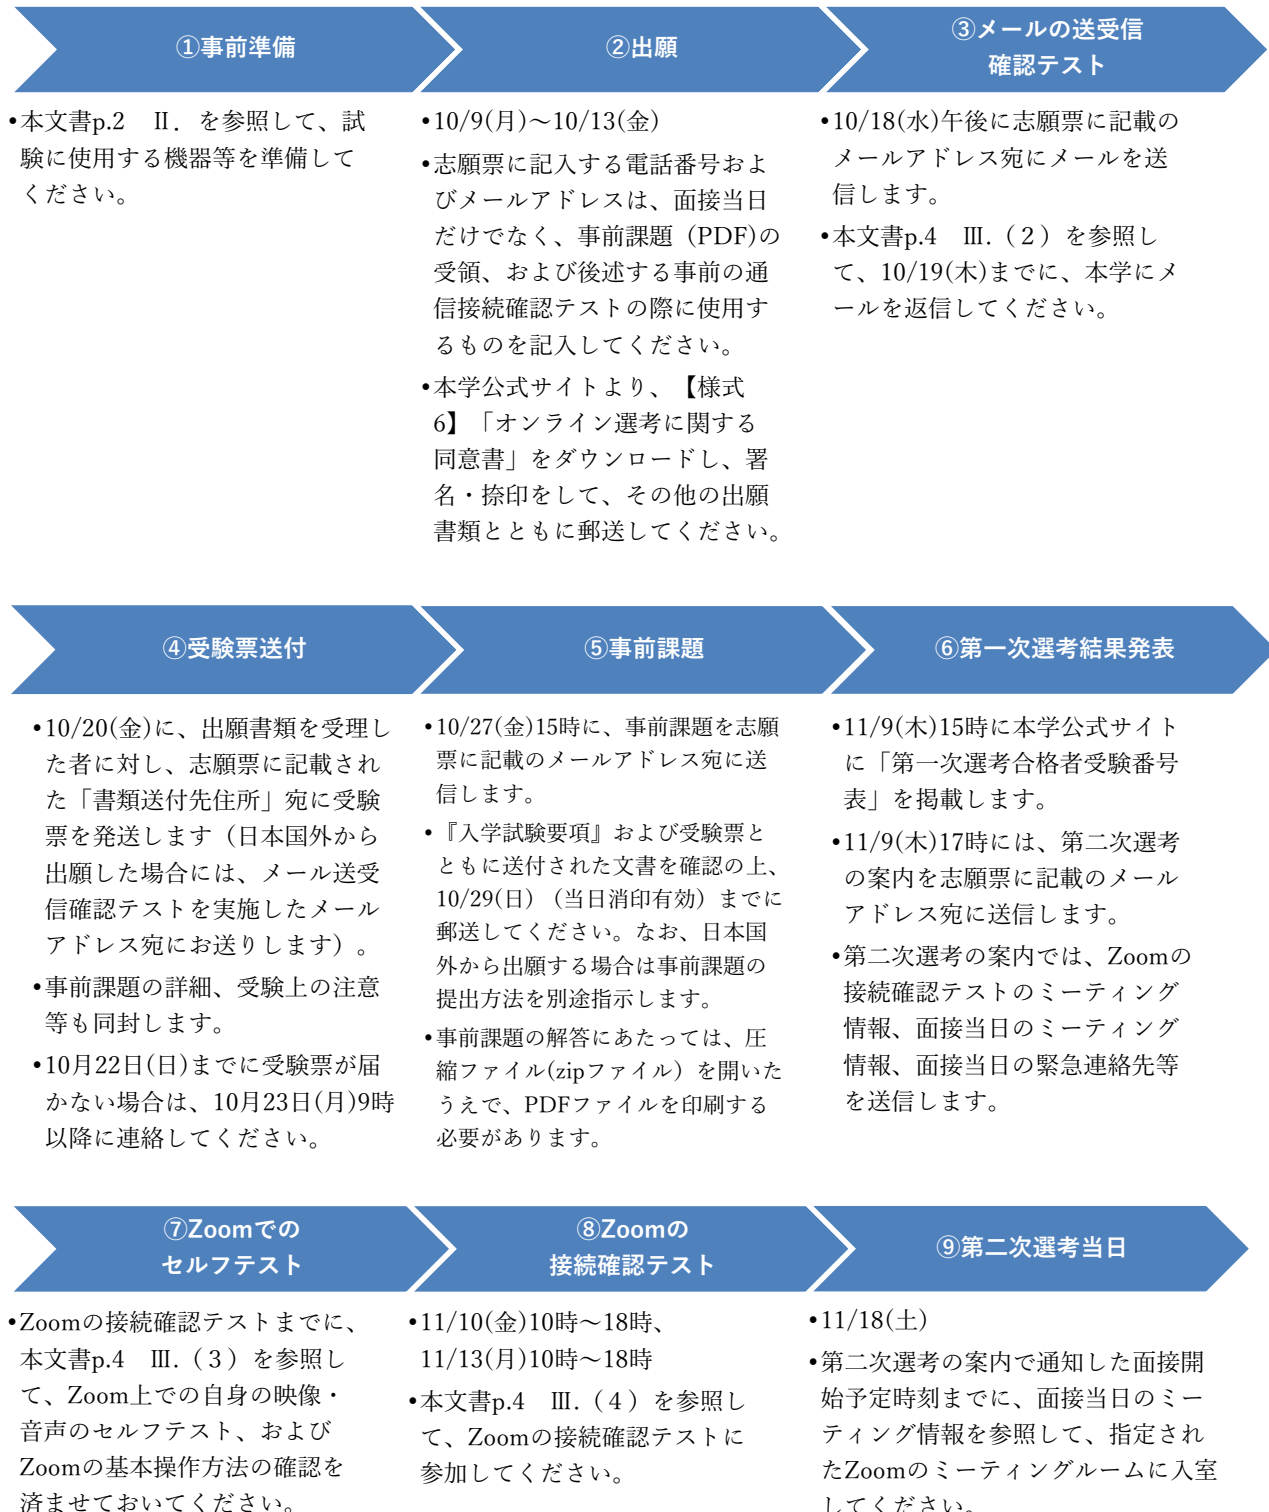 ①事前準備
②出願
③メールの送受信
確認テスト
•本文書p.2　Ⅱ．を参照して、試
験に使用する機器等を準備して
ください。
•10/9(月)～10/13(金)
•志願票に記入する電話番号およ
びメールアドレスは、面接当日
だけでなく、事前課題（PDF)の
受領、および後述する事前の通
信接続確認テストの際に使用す
るものを記入してください。
•本学公式サイトより、【様式
6】「オンライン選考に関する
同意書」をダウンロードし、署
名・捺印をして、その他の出願
書類とともに郵送してください。
•10/18(水)午後に志願票に記載の
メールアドレス宛にメールを送
信します。
•本文書p.4　Ⅲ.（２）を参照し
て、10/19(木)までに、本学にメ
ールを返信してください。
④受験票送付
⑤事前課題
⑥第一次選考結果発表
•10/20(金)に、出願書類を受理し
た者に対し、志願票に記載され
た「書類送付先住所」宛に受験
票を発送します（日本国外から
出願した場合には、メール送受
信確認テストを実施したメール
アドレス宛にお送りします）。
•事前課題の詳細、受験上の注意
等も同封します。
•10月22日(日)までに受験票が届
かない場合は、10月23日(月)9時
以降に連絡してください。
•10/27(金)15時に、事前課題を志願
票に記載のメールアドレス宛に送
信します。
•『入学試験要項』および受験票と
ともに送付された文書を確認の上、
10/29(日)（当日消印有効）までに
郵送してください。なお、日本国
外から出願する場合は事前課題の
提出方法を別途指示します。
•事前課題の解答にあたっては、圧
縮ファイル(zipファイル）を開いた
うえで、PDFファイルを印刷する
必要があります。
•11/9(木)15時に本学公式サイト
に「第一次選考合格者受験番号
表」を掲載します。
•11/9(木)17時には、第二次選考
の案内を志願票に記載のメール
アドレス宛に送信します。
•第二次選考の案内では、Zoomの
接続確認テストのミーティング
情報、面接当日のミーティング
情報、面接当日の緊急連絡先等
を送信します。
⑦Zoomでの
セルフテスト
⑧Zoomの
接続確認テスト
⑨第二次選考当日
•Zoomの接続確認テストまでに、
本文書p.4　Ⅲ.（３）を参照し
て、Zoom上での自身の映像・
音声のセルフテスト、および
Zoomの基本操作方法の確認を
済ませておいてください。
•11/10(金)10時～18時、
11/13(月)10時～18時
•本文書p.4　Ⅲ.（４）を参照し
て、Zoomの接続確認テストに
参加してください。
•11/18(土)
•第二次選考の案内で通知した面接開
始予定時刻までに、面接当日のミー
ティング情報を参照して、指定され
たZoomのミーティングルームに入室
してください。